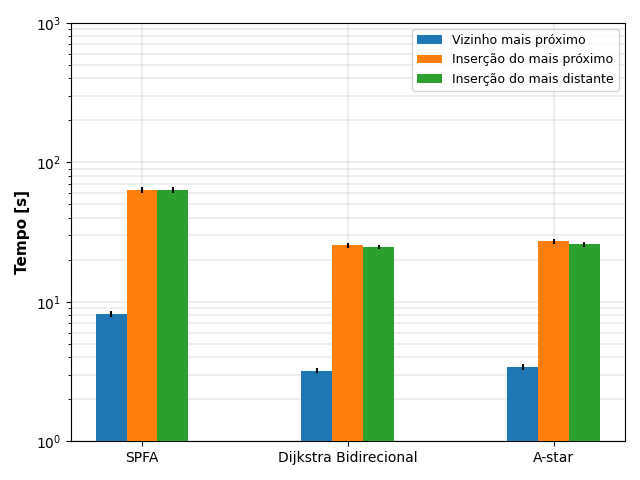 10³
10²
10¹
10⁰
Tempo [s]
Vizinho mais próximo
Inserção do mais próximo
Inserção do mais distante
SPFA
Dijkstra Bidirecional
A-star